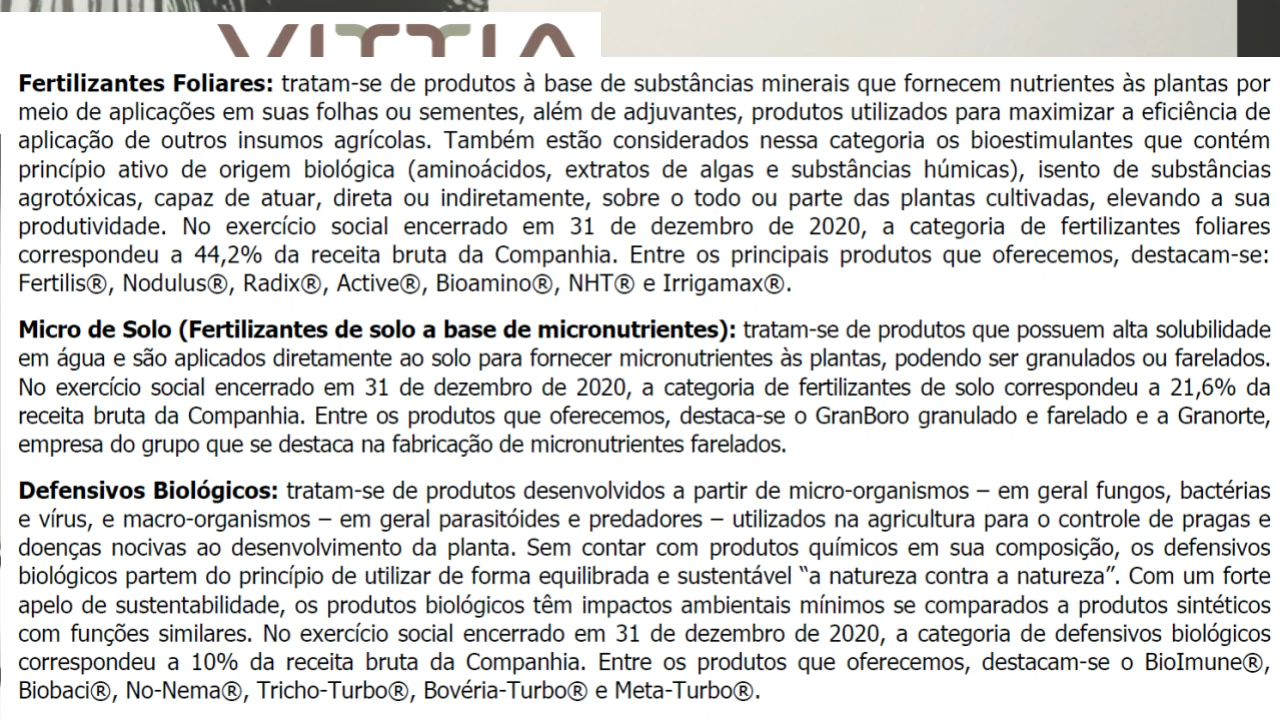 VITTIA
Fertilizantes Foliares: tratam-se de produtos à base de substâncias minerais que fornecem nutrientes às plantas por
meio de aplicações em suas folhas ou sementes, além de adjuvantes, produtos utilizados para maximizar a eficiência de
aplicação de outros insumos agrícolas. Também estão considerados nessa categoria os bioestimulantes que contém
princípio ativo de origem biológica (aminoácidos, extratos de algas e substâncias húmicas), isento de substâncias
agrotóxicas, capaz de atuar, direta ou indiretamente, sobre o todo ou parte das plantas cultivadas, elevando a sua
produtividade. No exercício social encerrado em 31 de dezembro de 2020, a categoria de fertilizantes foliares
correspondeu a 44,2% da receita bruta da Companhia. Entre os principais produtos que oferecemos, destacam-se:
Fertilis®, Nodulus®, Radix®, Active®, Bioamino®, NHT® e Irrigamax®.
Micro de Solo (Fertilizantes de solo a base de micronutrientes): tratam-se de produtos que possuem alta solubilidade
em água e são aplicados diretamente ao solo para fornecer micronutrientes às plantas, podendo ser granulados ou farelados.
No exercício social encerrado em 31 de dezembro de 2020, a categoria de fertilizantes de solo correspondeu a 21,6% da
receita bruta da Companhia. Entre os produtos que oferecemos, destaca-se o GranBoro granulado e farelado e a Granorte,
empresa do grupo que se destaca na fabricação de micronutrientes farelados.
Defensivos Biológicos: tratam-se de produtos desenvolvidos a partir de micro-organismos – em geral fungos, bactérias
e vírus, e macro-organismos – em geral parasitóides e predadores – utilizados na agricultura para o controle de pragas e
doenças nocivas ao desenvolvimento da planta. Sem contar com produtos químicos em sua composição, os defensivos
biológicos partem do princípio de utilizar de forma equilibrada e sustentável “a natureza contra a natureza”. Com um forte
apelo de sustentabilidade, os produtos biológicos têm impactos ambientais mínimos se comparados a produtos sintéticos
com funções similares. No exercício social encerrado em 31 de dezembro de 2020, a categoria de defensivos biológicos
correspondeu a 10% da receita bruta da Companhia. Entre os produtos que oferecemos, destacam-se o BioImune®,
Biobaci®, No-Nema®, Tricho-Turbo®, Bovéria-Turbo® e Meta-Turbo®.